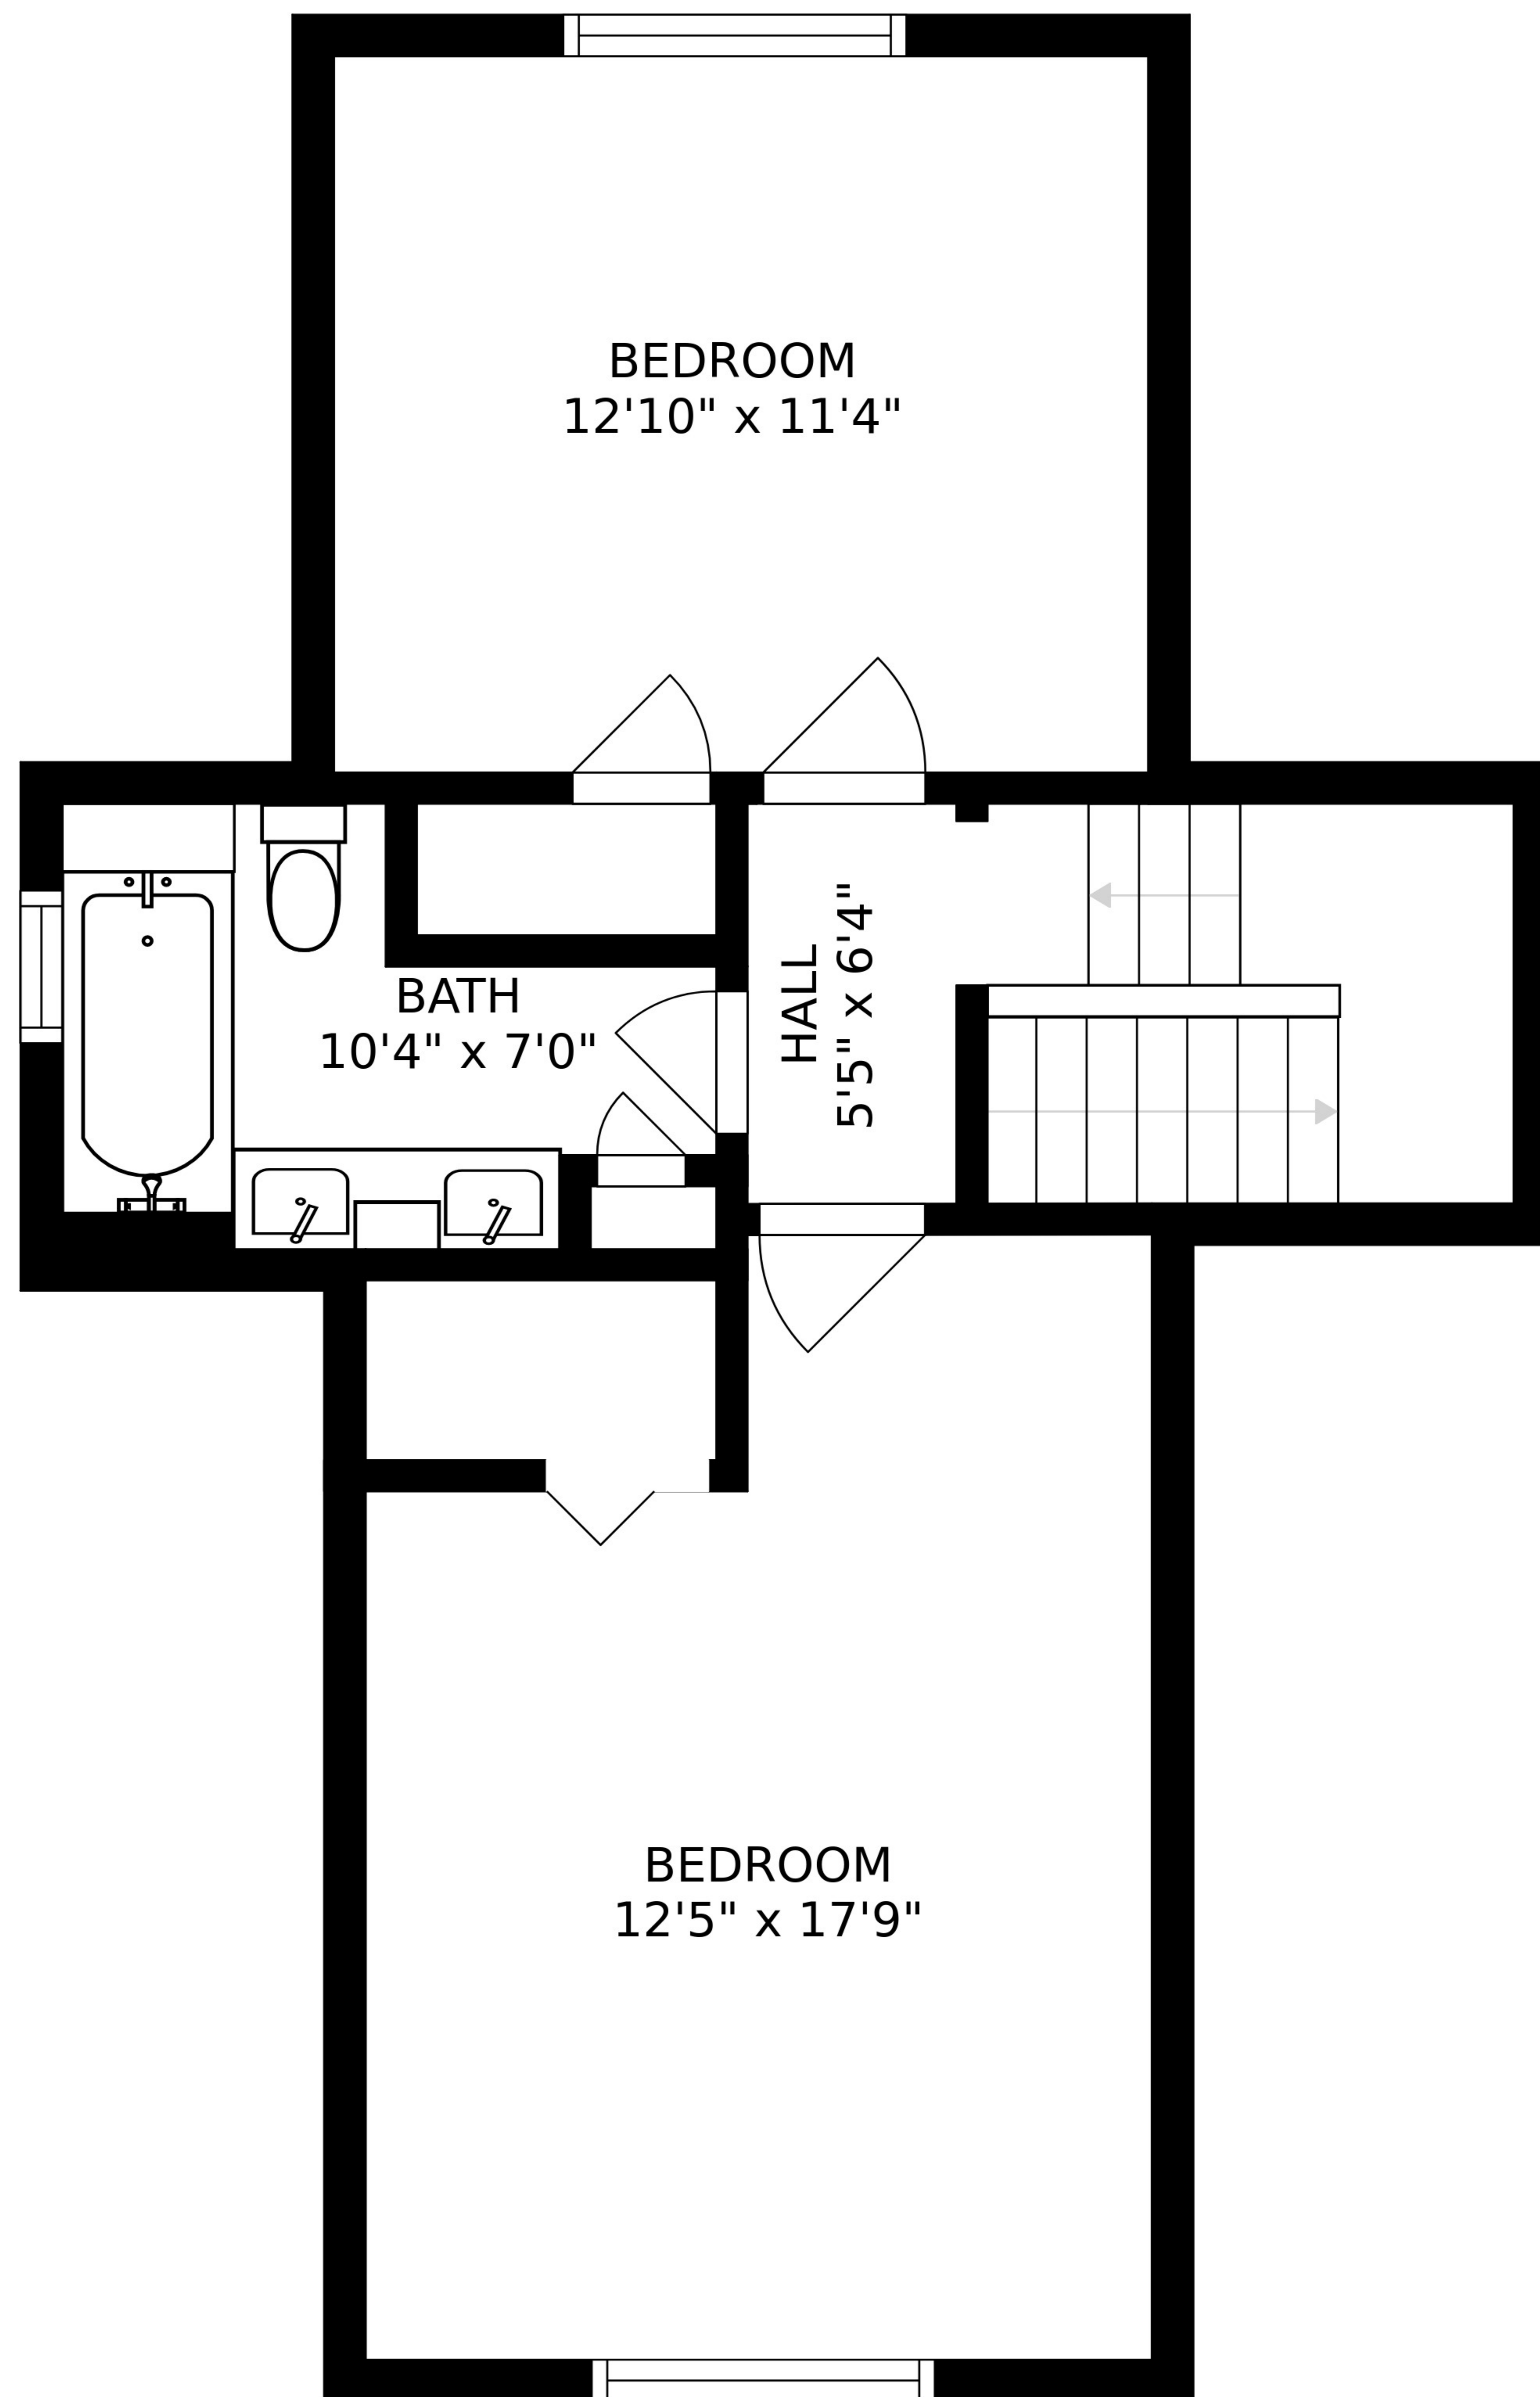 BEDROOM
12'10" x 11'4"
BATH
10'4" x 7'0"
HALL
5'5" x 6'4"
BEDROOM
12'5" x 17'9"